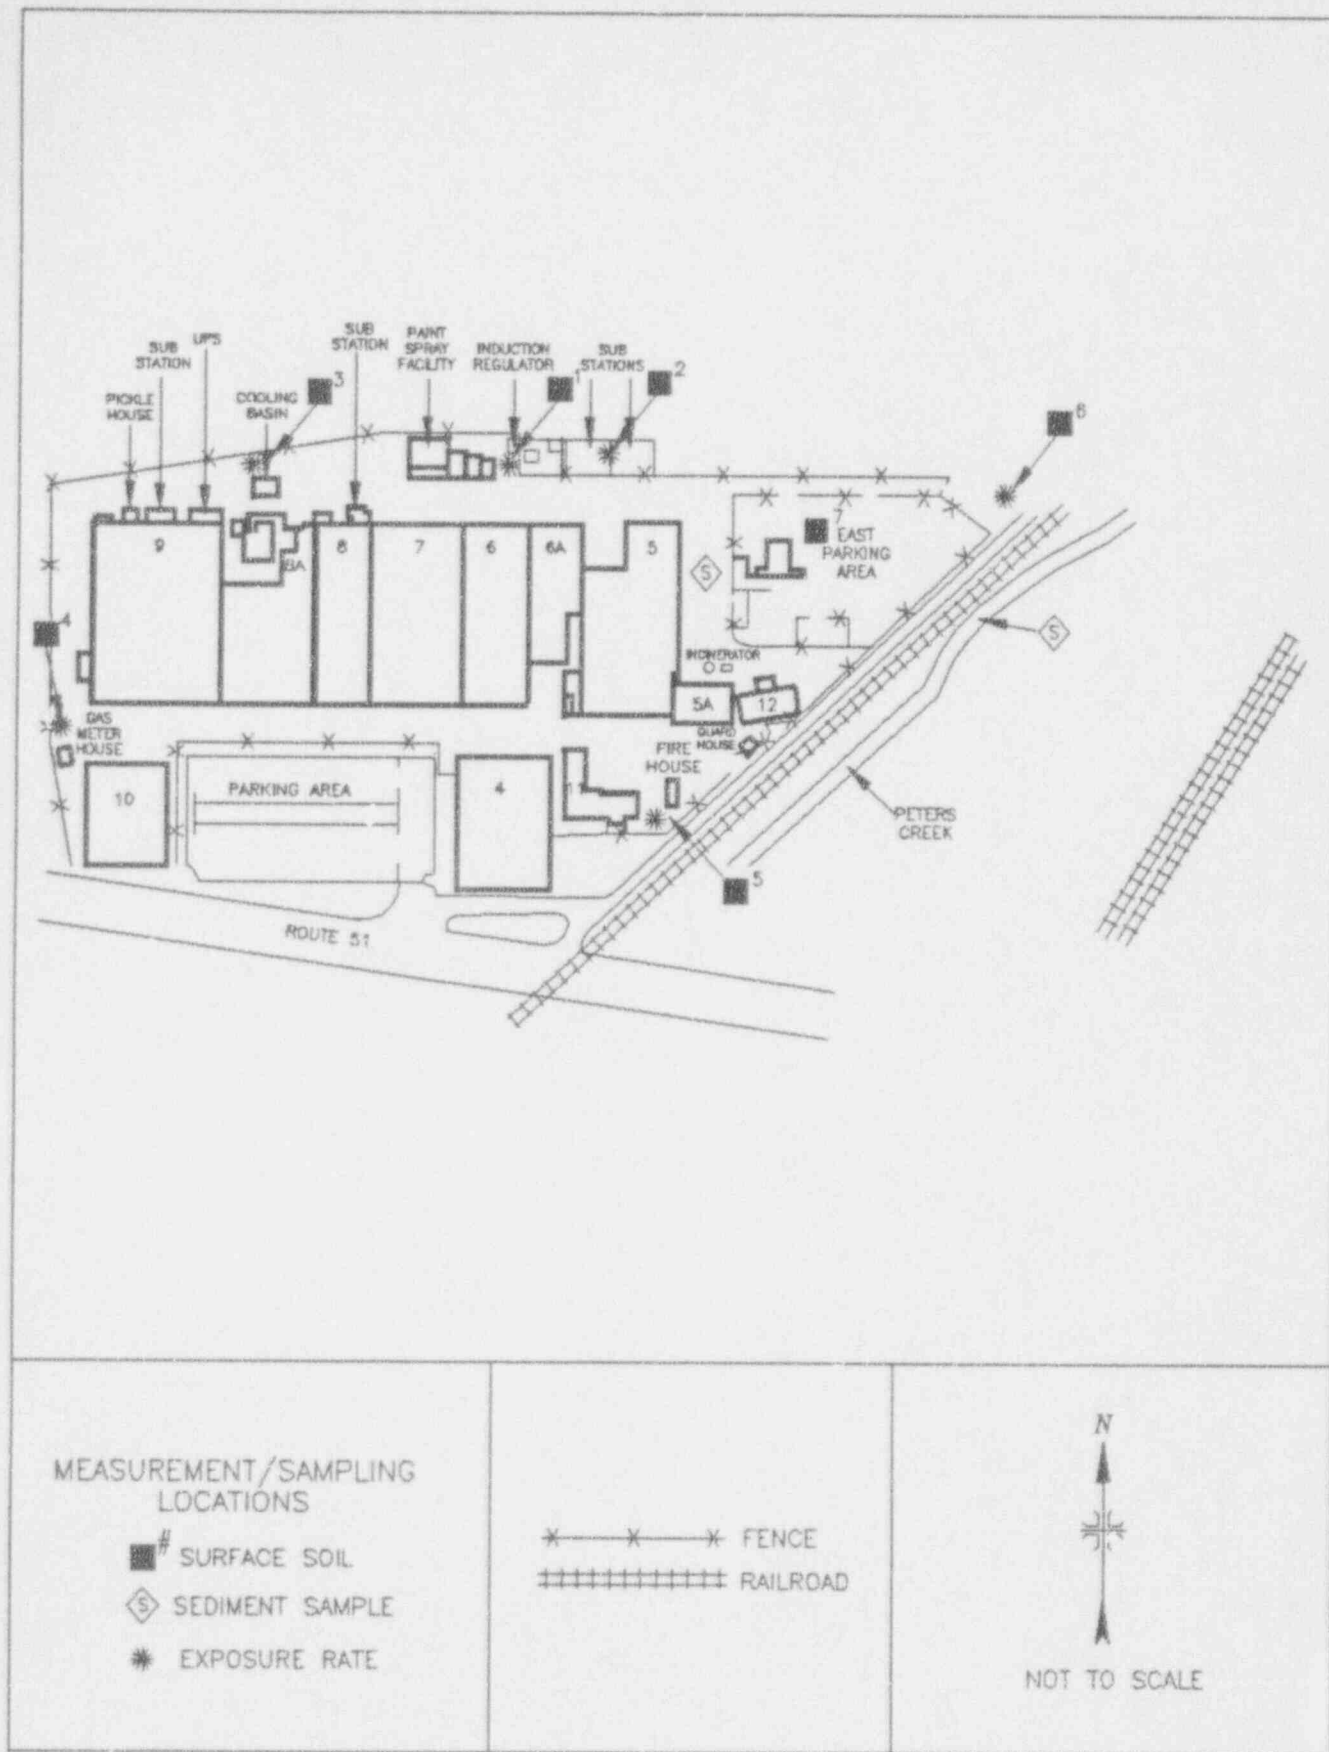 SUB
STATION
UPS
SUB
STATION
PAINT
SPRAY
FACILITY
INDUCTION
REGULATOR
SUB
STATIONS
PICKLE
HOUSE
COOLING
BASIN
3
1
2
6
7
EAST
PARKING
AREA
9
8A
8
7
6
6A
5
S
S
4
INCINERATOR
5A
12
GUARD
HOUSE
GAS
METER
HOUSE
FIRE
HOUSE
10
PARKING AREA
4
11
PETERS
CREEK
5
ROUTE 51
MEASUREMENT/SAMPLING
LOCATIONS
# SURFACE SOIL
S SEDIMENT SAMPLE
EXPOSURE RATE
FENCE
RAILROAD
N
NOT TO SCALE